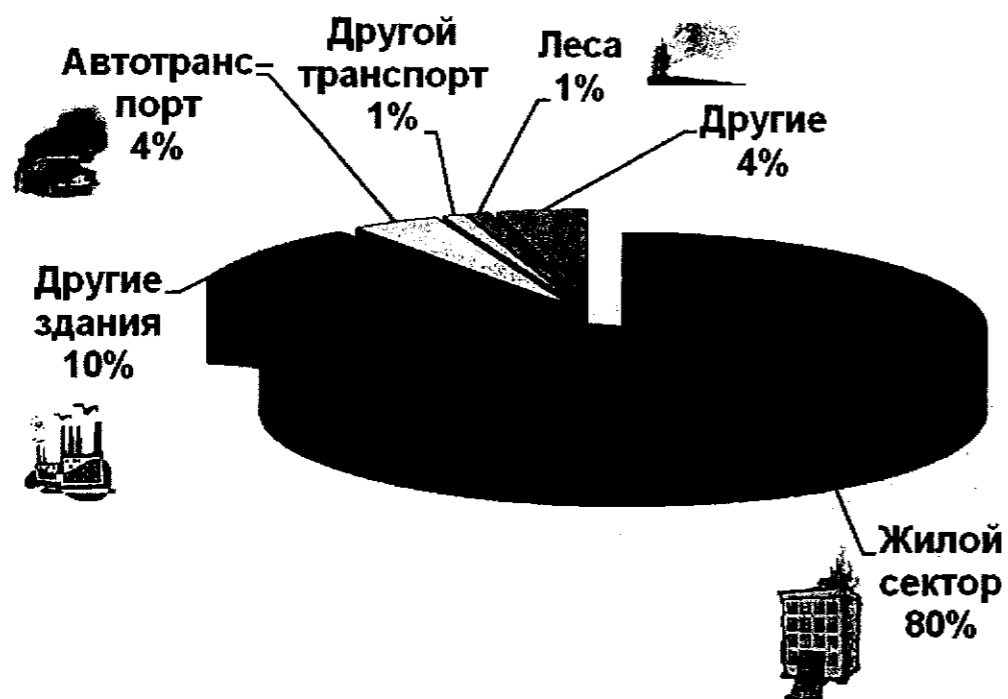 Автотранс
порт
4%
Другой
транспорт
1%
Леса
1%
Другие
4%
Другие
здания
10%
Жилой
сектор
80%